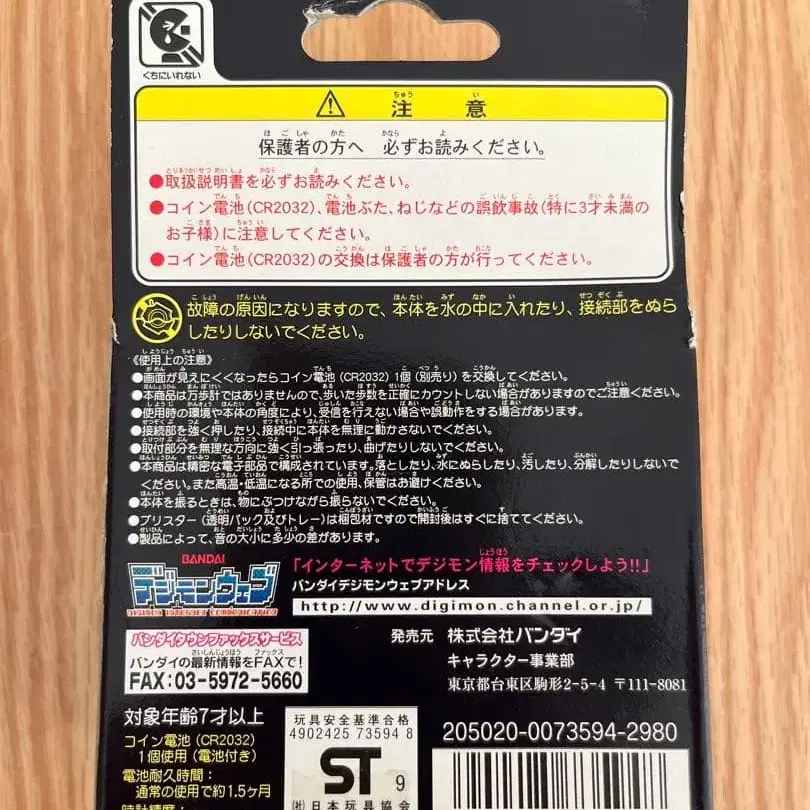 くちにいれない
注意
保護者の方へ 必ずお読みください。
●取扱説明書を必ずお読みください。
●コイン電池(CR2032)、電池ぶた、ねじなどの誤飲事故(特に3才未満の
お子様)に注意してください。
●コイン電池(CR2032)の交換は保護者の方が行ってください。
故障の原因になりますので、本体を水の中に入れたり、接続部をぬら
したりしないでください。
《使用上の注意》
●画面が見えにくくなったらコイン電池(CR2032)1個(別売り)を交換してください。
●本商品は万歩計ではありませんので、歩いた歩数を正確にカウントしない場合がありますのでご注意ください。
●使用時の環境や本体の角度により、受信を行えない場合や誤動作をする場合があります。
●接続部を強く押したり、接続中に本体を無理に動かさないでください。
●取付部分を無理な方向に強く引っ張ったり、曲げたりしないでください。
●本商品は精密な電子部品で構成されています。落としたり、水にぬらしたり、汚したり、分解したりしないで
ください。また高温・低温になる所での使用、保管はお避けください。
●本体を振るときは、物にぶつけながら振らないでください。
●ブリスター(透明パック及びトレー)は梱包材ですので開封後はすぐに捨ててください。
●製品によって、音の大小に多少の差があります。
BANDAI
デジモンウェブ
「インターネットでデジモン情報をチェックしよう!!」
バンダイデジモンウェブアドレス
http://www.digimon.channel.or.jp/
バンダイタウンファックスサービス
バンダイの最新情報をFAXで!
FAX:03-5972-5660
発売元 株式会社バンダイ
キャラクター事業部
東京都台東区駒形2-5-4 〒111-8081
対象年齢7才以上
コイン電池(CR2032)
1個使用(電池付き)
電池耐久時間:
通常の使用で約1.5ヶ月
時計精度:
玩具安全基準合格
4902425 73594 8
ST 9
(社)日本玩具協会
205020-0073594-2980